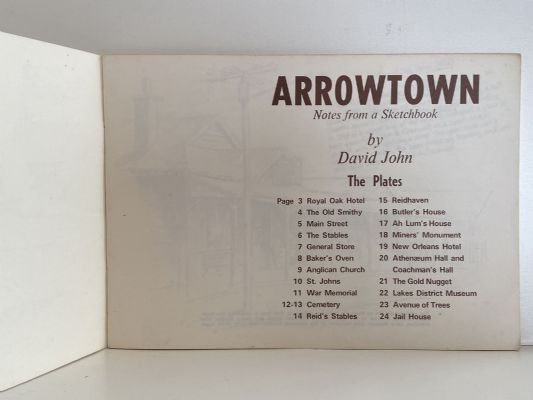 ARROWTOWN
Notes from a Sketchbook
by
David John
The Plates
Page 3 Royal Oak Hotel
4 The Old Smithy
5 Main Street
6 The Stables
7 General Store
8 Baker's Oven
9 Anglican Church
10 St. Johns
11 War Memorial
12-13 Cemetery
14 Reid's Stables
15 Reidhaven
16 Butler's House
17 Ah Lum's House
18 Miners' Monument
19 New Orleans Hotel
20 Athenæum Hall and
Coachman's Hall
21 The Gold Nugget
22 Lakes District Museum
23 Avenue of Trees
24 Jail House